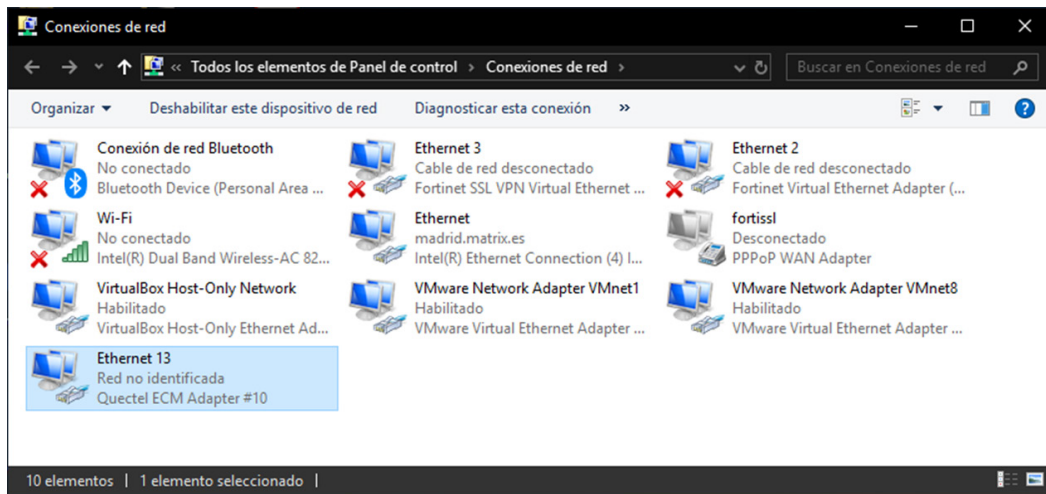 Conexiones de red
« Todos los elementos de Panel de control > Conexiones de red >
Buscar en Conexiones de red
Organizar
Deshabilitar este dispositivo de red
Diagnosticar esta conexión
»
Conexión de red Bluetooth
No conectado
Bluetooth Device (Personal Area ...
Ethernet 3
Cable de red desconectado
Fortinet SSL VPN Virtual Ethernet ...
Ethernet 2
Cable de red desconectado
Fortinet Virtual Ethernet Adapter (...
Wi-Fi
No conectado
Intel(R) Dual Band Wireless-AC 82...
Ethernet
madrid.matrix.es
Intel(R) Ethernet Connection (4) I...
fortissl
Desconectado
PPPoP WAN Adapter
VirtualBox Host-Only Network
Habilitado
VirtualBox Host-Only Ethernet Ad...
VMware Network Adapter VMnet1
Habilitado
VMware Virtual Ethernet Adapter ...
VMware Network Adapter VMnet8
Habilitado
VMware Virtual Ethernet Adapter ...
Ethernet 13
Red no identificada
Quectel ECM Adapter #10
10 elementos | 1 elemento seleccionado |